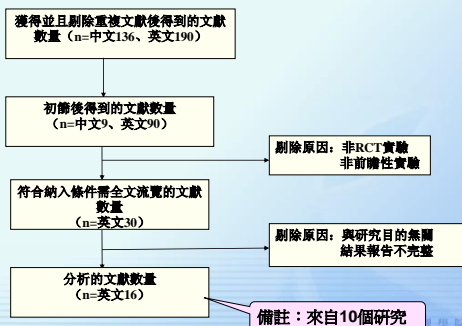 獲得並且剔除重複文獻後得到的文獻
數量（n=中文136、英文190）
初篩後得到的文獻數量
（n=中文9、英文90）
剔除原因：非RCT實驗
非前瞻性實驗
符合納入條件需全文流覽的文獻
數量
（n=英文30）
剔除原因：與研究目的無關
結果報告不完整
分析的文獻數量
（n=英文16）
備註：來自10個研究